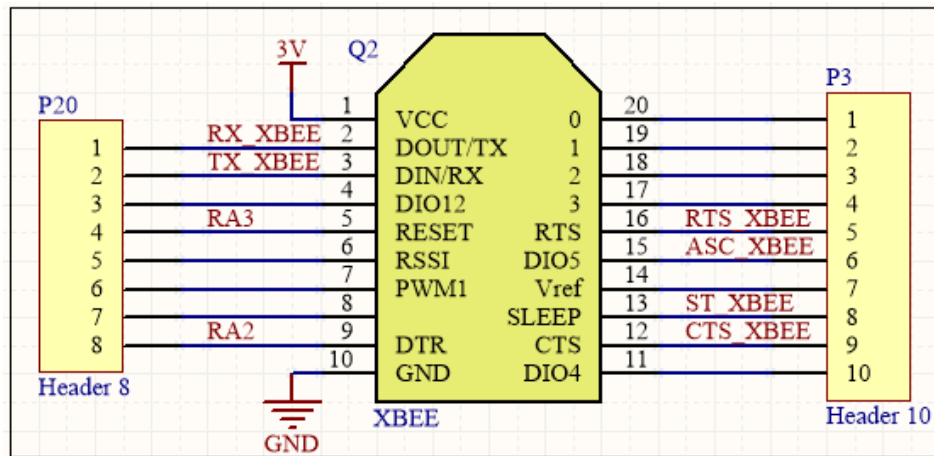 3V
Q2
P3
P20
1 VCC 0 20
RX_XBEE 2 DOUT/TX 1 19 1
1 TX_XBEE 3 DIN/RX 2 18 2
2 4 DIO12 3 17 3
3 RA3 5 RESET RTS 16 RTS_XBEE 4
4 6 RSSI DIO5 15 ASC_XBEE 5
5 7 PWM1 Vref 14 6
6 8 SLEEP 13 ST_XBEE 7
7 RA2 9 DTR CTS 12 CTS_XBEE 8
8 10 GND DIO4 11 9
10
Header 8
XBEE
Header 10
GND